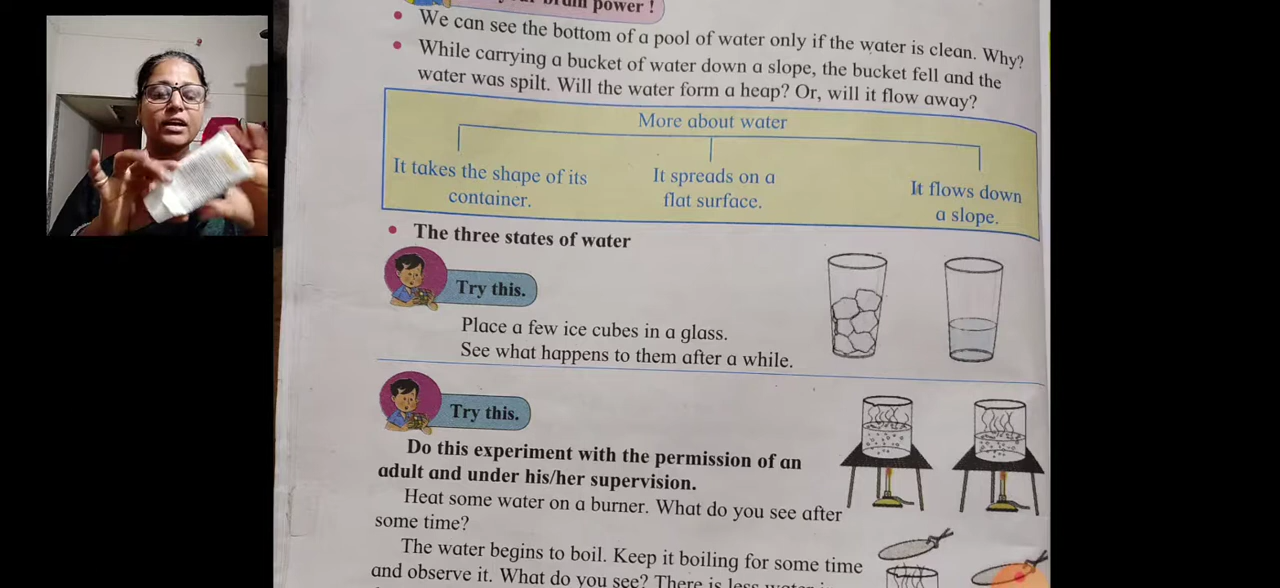 power !
• We can see the bottom of a pool of water only if the water is clean. Why?
• While carrying a bucket of water down a slope, the bucket fell and the
water was spilt. Will the water form a heap? Or, will it flow away?
More about water
It takes the shape of its
container.
It spreads on a
flat surface.
It flows down
a slope.
• The three states of water
Try this.
Place a few ice cubes in a glass.
See what happens to them after a while.
Try this.
Do this experiment with the permission of an
adult and under his/her supervision.
Heat some water on a burner. What do you see after
some time?
The water begins to boil. Keep it boiling for some time
and observe it. What do you see? There is less